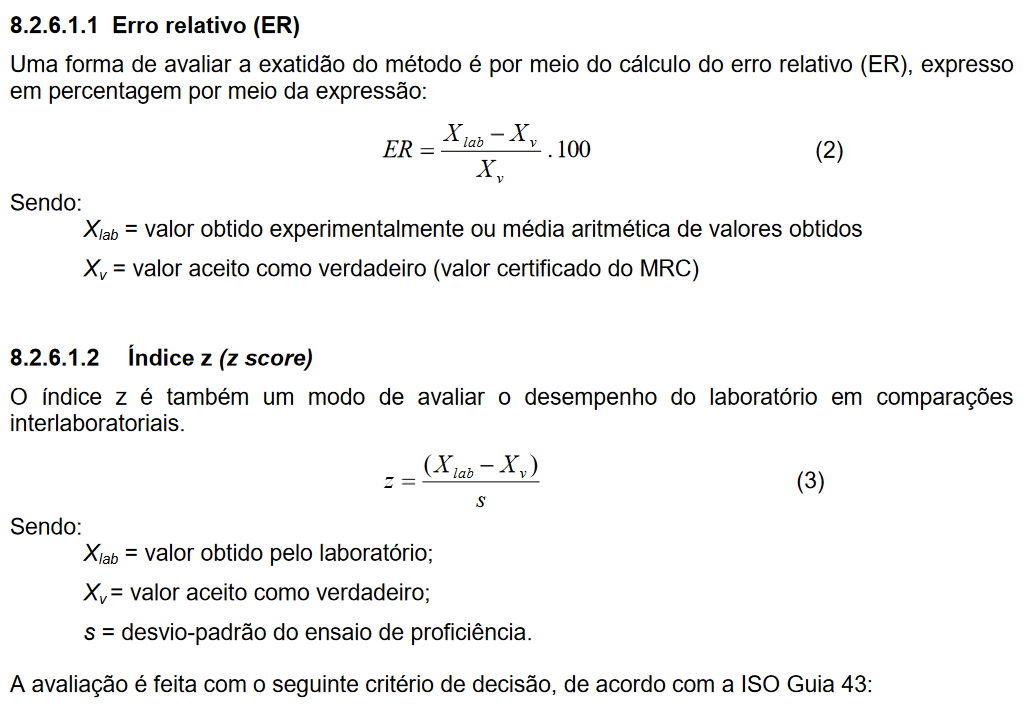 8.2.6.1.1 Erro relativo (ER)
Uma forma de avaliar a exatidão do método é por meio do cálculo do erro relativo (ER), expresso
em percentagem por meio da expressão:
ER = \frac{X_{lab} - X_v}{X_v} . 100 (2)
Sendo:
X_{lab} = valor obtido experimentalmente ou média aritmética de valores obtidos
X_v = valor aceito como verdadeiro (valor certificado do MRC)
8.2.6.1.2 Índice z (z score)
O índice z é também um modo de avaliar o desempenho do laboratório em comparações
interlaboratoriais.
z = \frac{(X_{lab} - X_v)}{s} (3)
Sendo:
X_{lab} = valor obtido pelo laboratório;
X_v = valor aceito como verdadeiro;
s = desvio-padrão do ensaio de proficiência.
A avaliação é feita com o seguinte critério de decisão, de acordo com a ISO Guia 43: